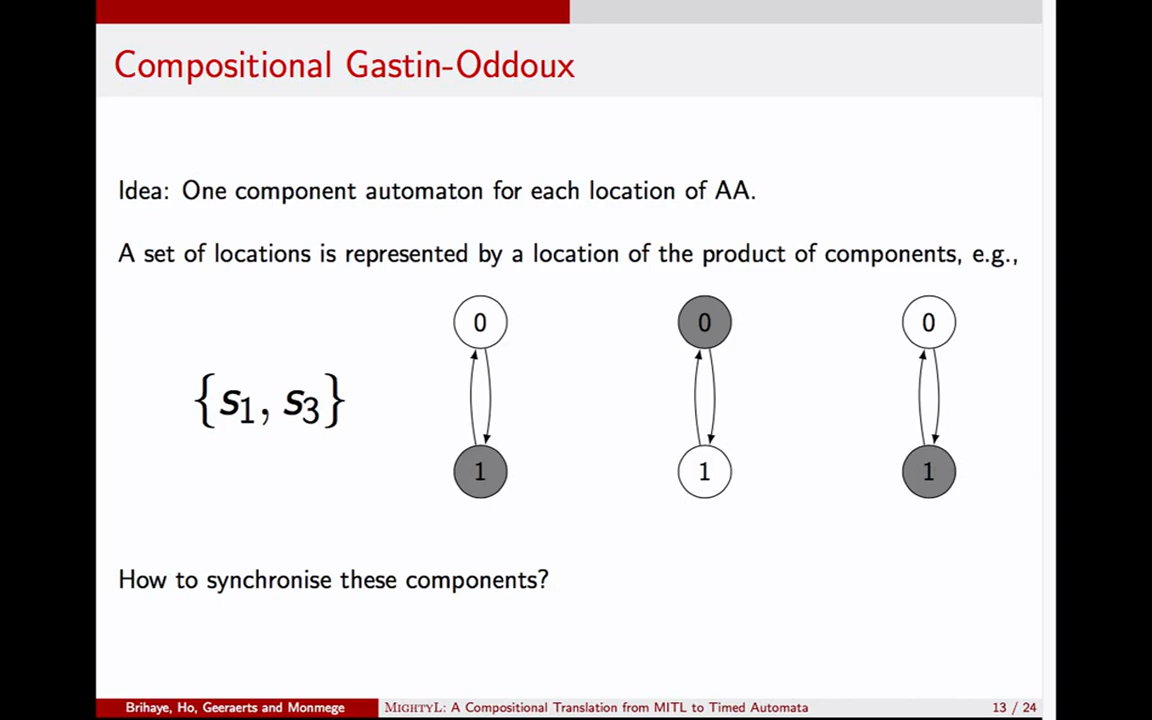 Compositional Gastin-Oddoux
Idea: One component automaton for each location of AA.
A set of locations is represented by a location of the product of components, e.g.,
0 0 0
{s₁, s₃}
1 1 1
How to synchronise these components?
Brihaye, Ho, Geeraerts and Monmege MIGHTYL: A Compositional Translation from MITL to Timed Automata 13 / 24